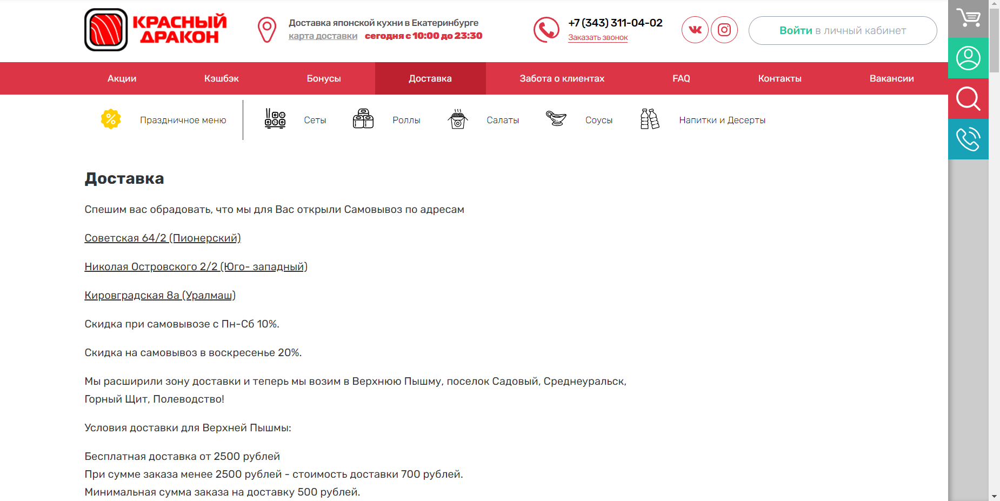 КРАСНЫЙ
ДРАКОН
Доставка японской кухни в Екатеринбурге
карта доставки сегодня с 10:00 до 23:30
+7 (343) 311-04-02
Заказать звонок
Войти в личный кабинет
Акции Кэшбэк Бонусы Доставка Забота о клиентах FAQ Контакты Вакансии
Праздничное меню Сеты Роллы Салаты Соусы Напитки и Десерты
Доставка
Спешим вас обрадовать, что мы для Вас открыли Самовывоз по адресам
Советская 64/2 (Пионерский)
Николая Островского 2/2 (Юго- западный)
Кировградская 8а (Уралмаш)
Скидка при самовывозе с Пн-Сб 10%.
Скидка на самовывоз в воскресенье 20%.
Мы расширили зону доставки и теперь мы возим в Верхнюю Пышму, поселок Садовый, Среднеуральск,
Горный Щит, Полеводство!
Условия доставки для Верхней Пышмы:
Бесплатная доставка от 2500 рублей
При сумме заказа менее 2500 рублей - стоимость доставки 700 рублей.
Минимальная сумма заказа на доставку 500 рублей.